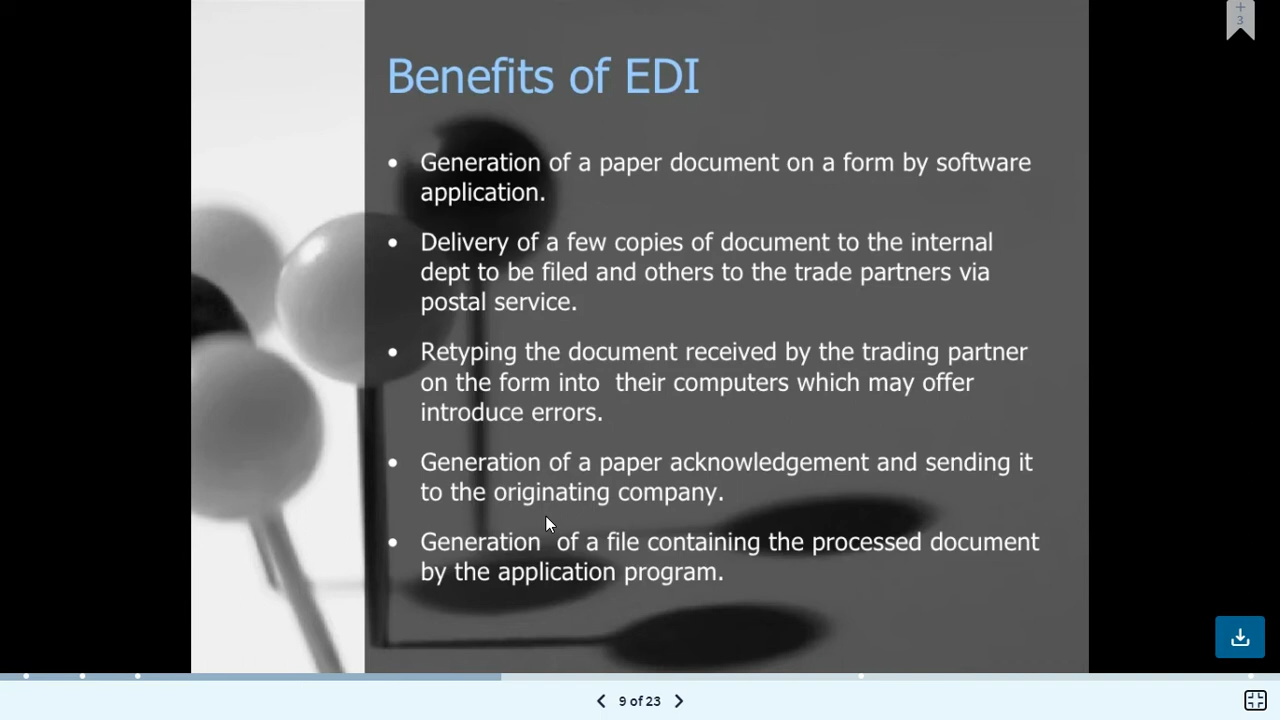 +
3
Benefits of EDI
• Generation of a paper document on a form by software
application.
• Delivery of a few copies of document to the internal
dept to be filed and others to the trade partners via
postal service.
• Retyping the document received by the trading partner
on the form into  their computers which may offer
introduce errors.
• Generation of a paper acknowledgement and sending it
to the originating company.
• Generation  of a file containing the processed document
by the application program.
9 of 23